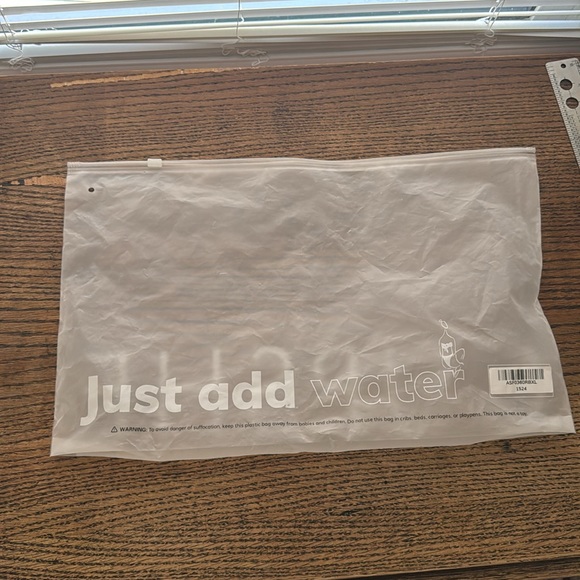 Just add water
ASFE060RBXL
1524
⚠ WARNING: To avoid danger of suffocation, keep this plastic bag away from babies and children. Do not use this bag in cribs, beds, carriages, or playpens. This bag is not a toy.